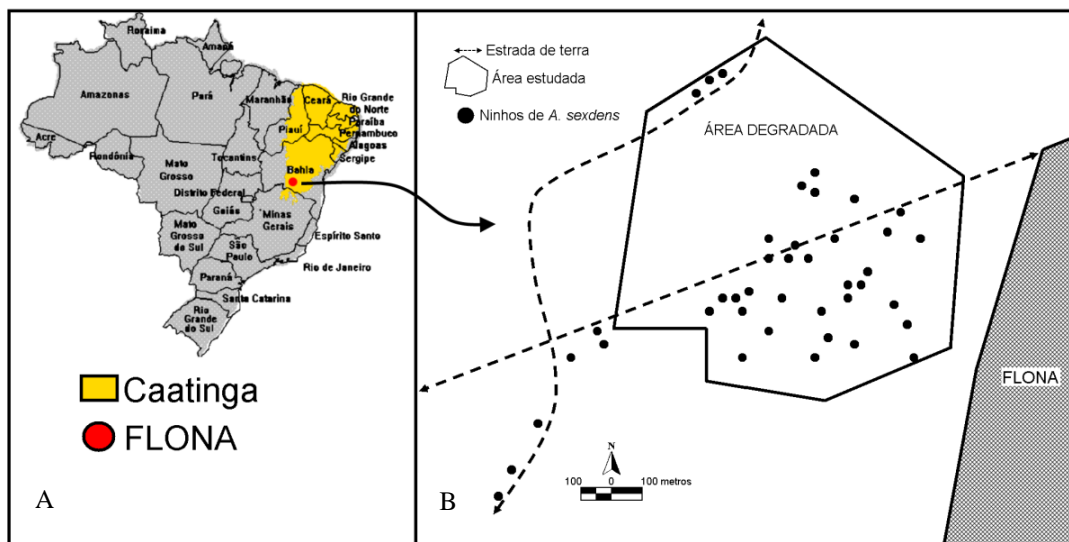 Roraima
Amapá
Amazonas
Pará
Maranhão
Ceará
Rio Grande
do Norte
Paraíba
Pernambuco
Alagoas
Sergipe
Piauí
Acre
Rondônia
Tocantins
Bahia
Mato
Grosso
Distrito Federal
Goiás
Minas
Gerais
Espírito Santo
Mato
Grosso
do Sul
São
Paulo
Rio de Janeiro
Paraná
Santa Catarina
Rio
Grande
do Sul
Caatinga
FLONA
A
Estrada de terra
Área estudada
Ninhos de A. sexdens
ÁREA DEGRADADA
FLONA
N
100 0 100 metros
B